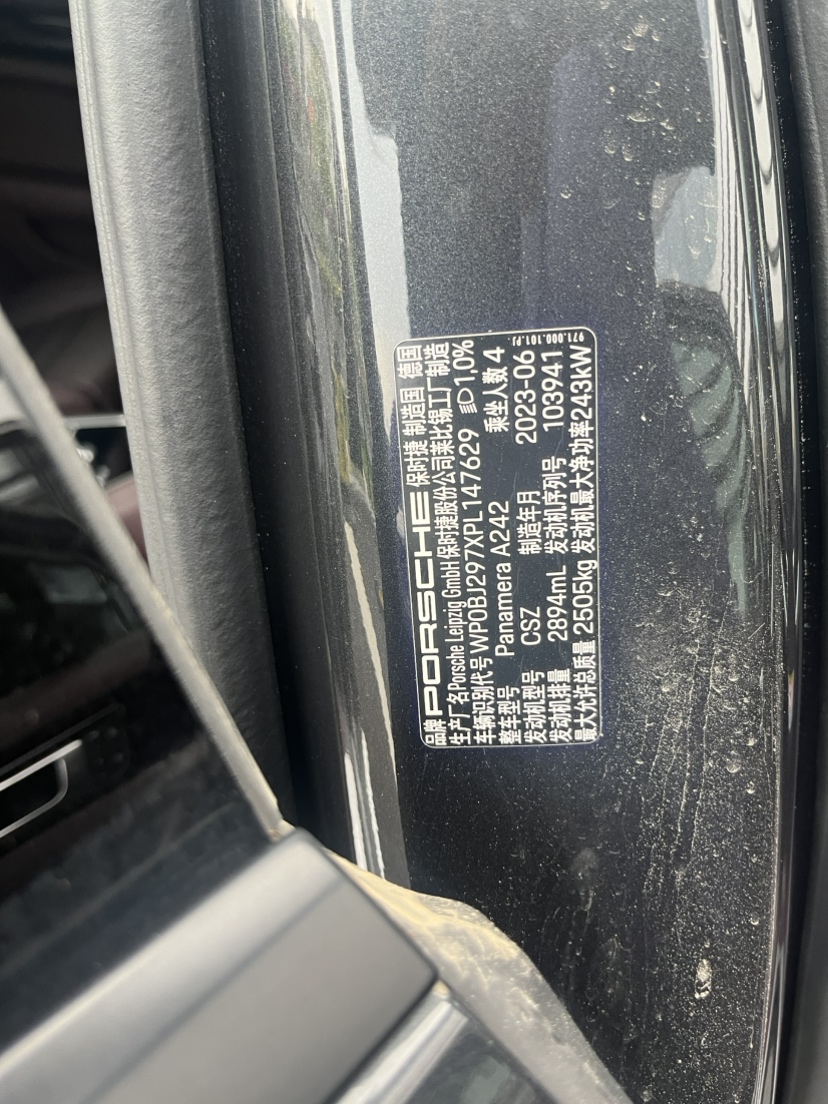 971.000.101.PJ.
品牌 PORSCHE 保时捷 制造国 德国
生产厂名 Porsche Leipzig GmbH 保时捷股份公司莱比锡工厂制造
车辆识别代号 WP0BJ297XPL147629 1,0%
整车型号 Panamera A242 乘坐人数 4
发动机型号 CSZ 制造年月 2023-06
发动机排量 2894mL 发动机序列号 103941
最大允许总质量 2505kg 发动机最大净功率 243kW